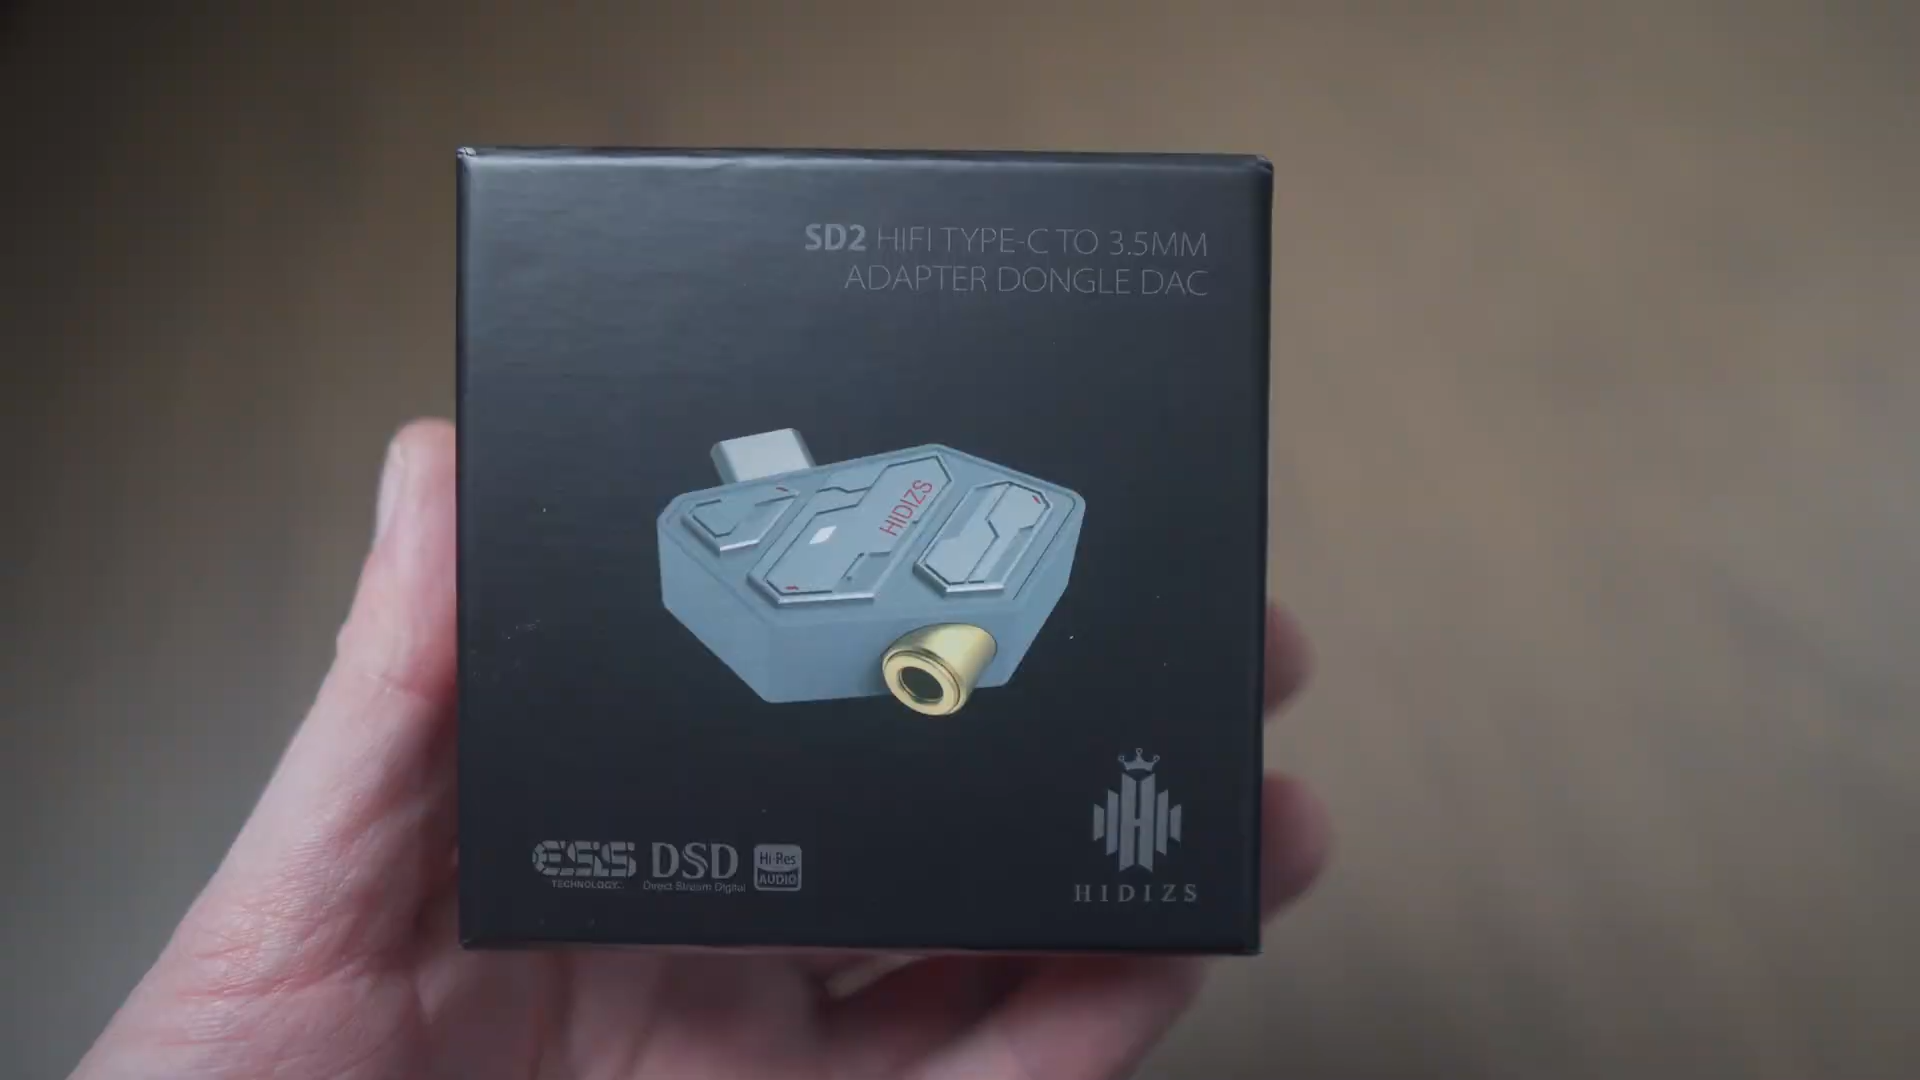 SD2 HIFI TYPE-C TO 3.5MM
ADAPTER DONGLE DAC
HIDIZS
ESS
TECHNOLOGY
DSD
Direct Stream Digital
Hi-Res
AUDIO
HIDIZS